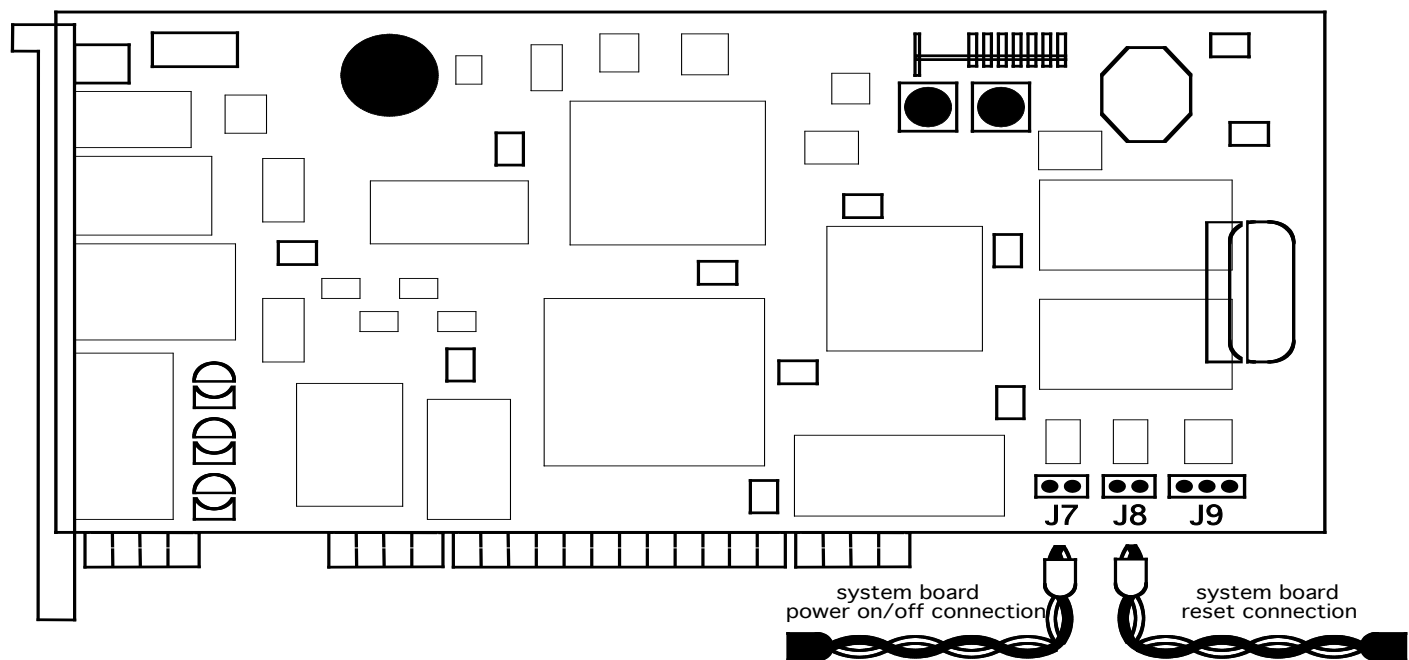 J7 J8 J9
system board
power on/off connection
system board
reset connection